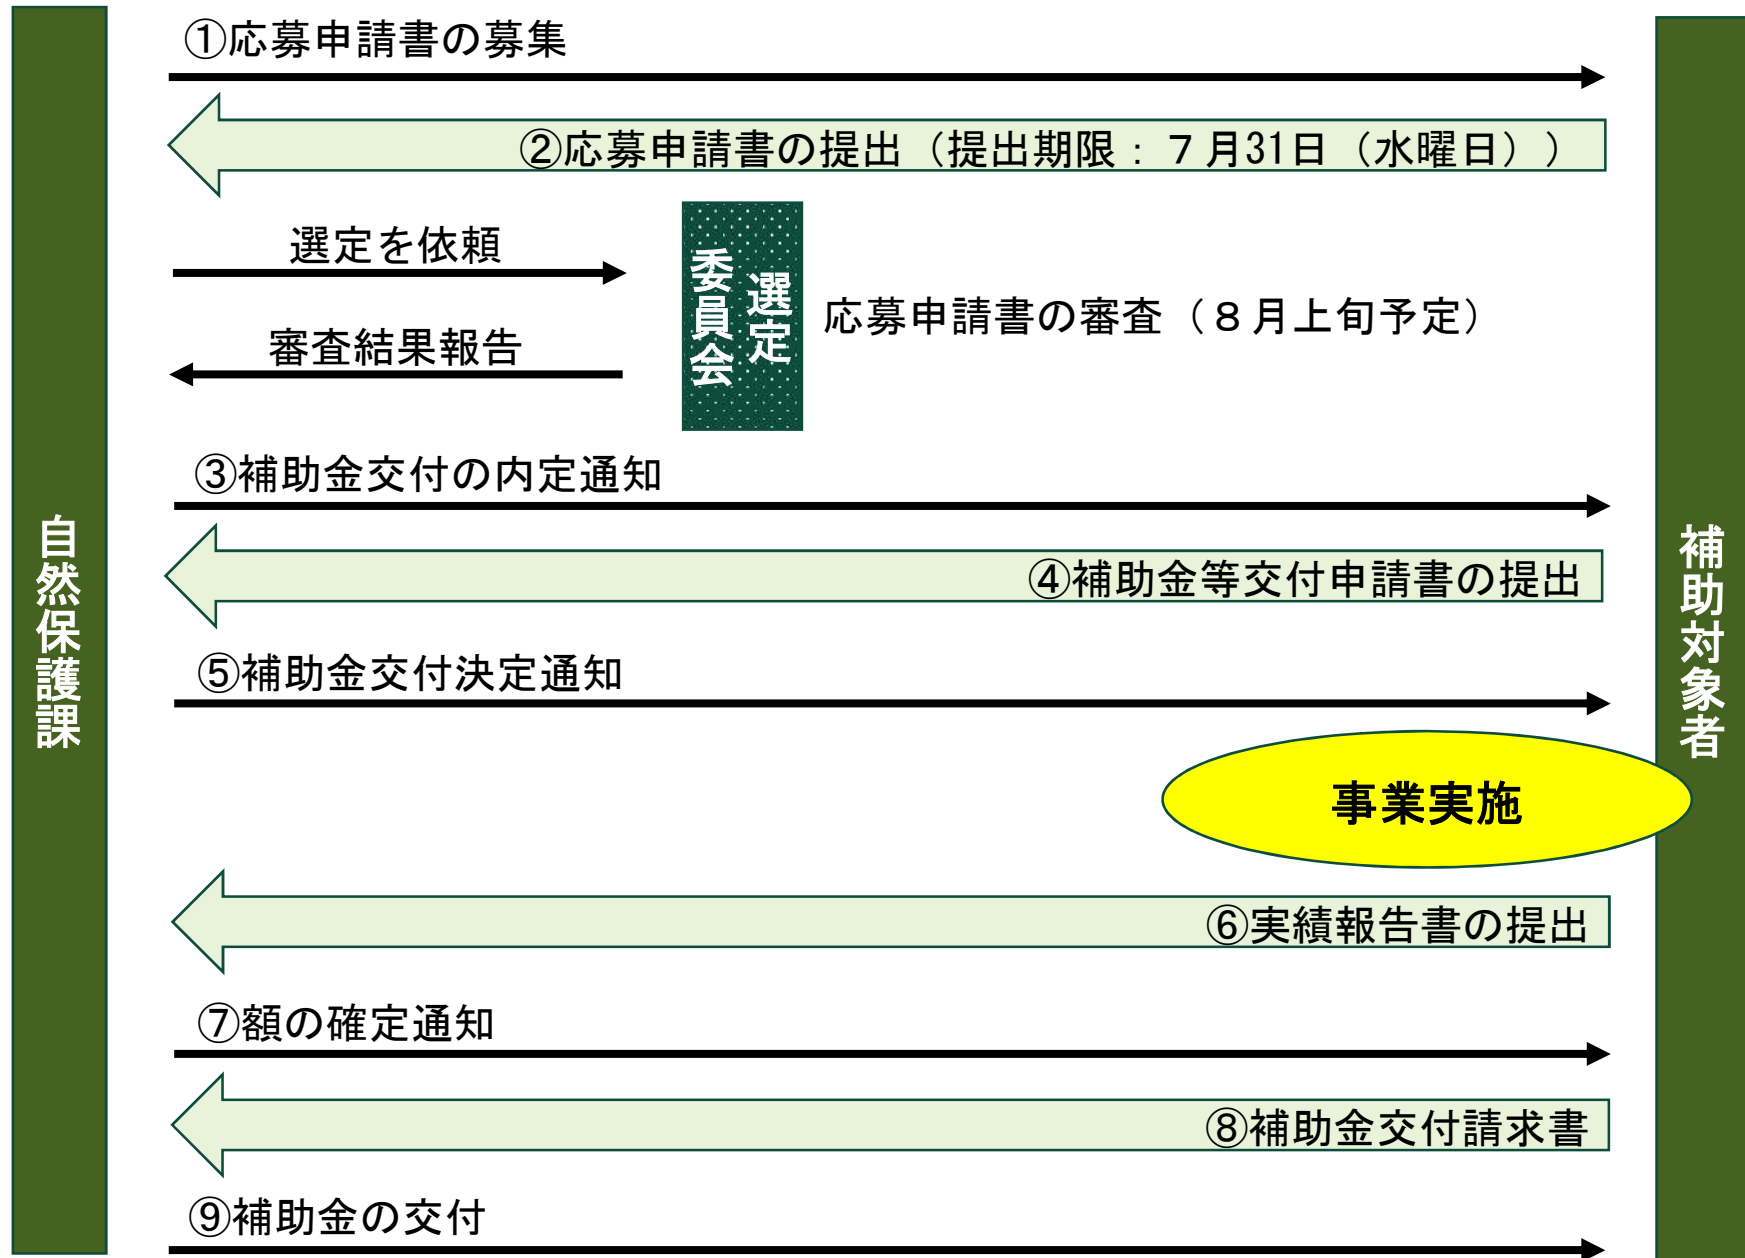 ①応募申請書の募集
②応募申請書の提出（提出期限：７月31日（水曜日））
選定を依頼
選定
委員会
応募申請書の審査（８月上旬予定）
審査結果報告
③補助金交付の内定通知
④補助金等交付申請書の提出
自然保護課
補助対象者
⑤補助金交付決定通知
事業実施
⑥実績報告書の提出
⑦額の確定通知
⑧補助金交付請求書
⑨補助金の交付